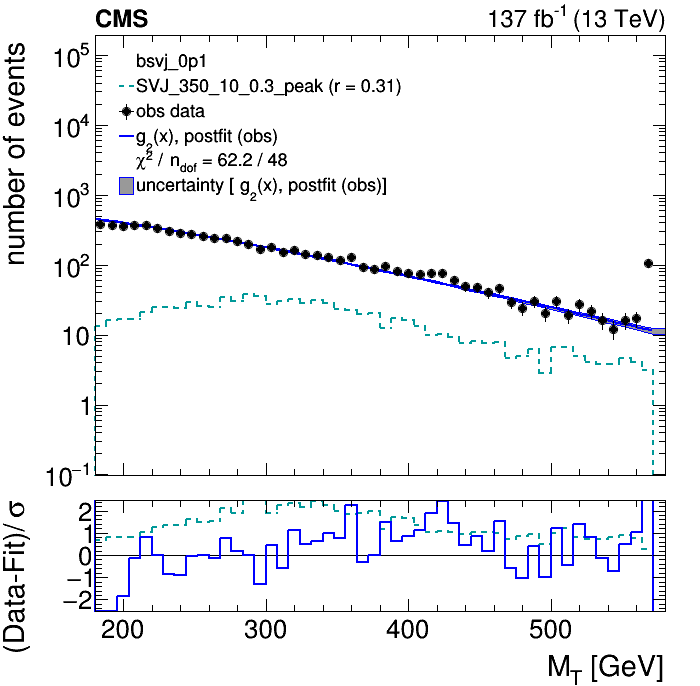 CMS 137 fb⁻¹ (13 TeV)
bsvj_0p1
SVJ_350_10_0.3_peak (r = 0.31)
obs data
g₂(x), postfit (obs)
χ² / n_dof = 62.2 / 48
uncertainty [ g₂(x), postfit (obs)]
number of events
10⁵
10⁴
10³
10²
10
1
10⁻¹
(Data-Fit)/σ
2
1
0
−1
−2
200 300 400 500
M_T [GeV]